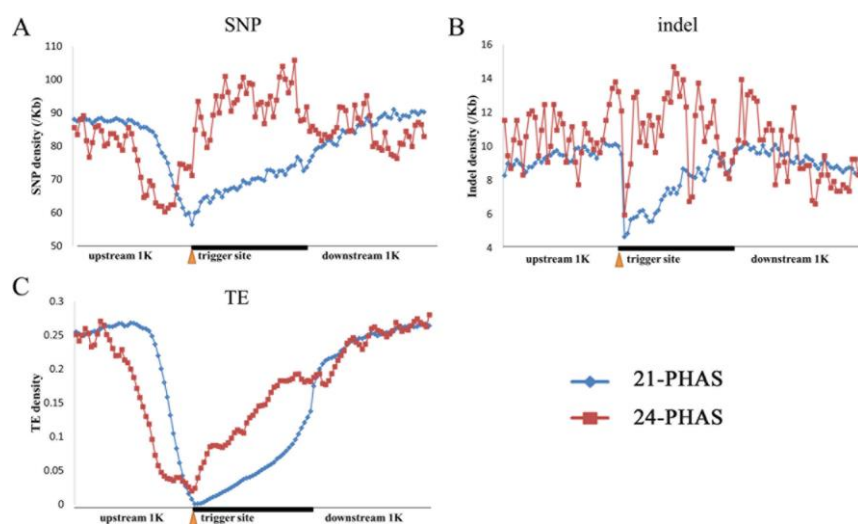 A
SNP
SNP density (/Kb)
110
100
90
80
70
60
50
upstream 1K
trigger site
downstream 1K
B
indel
Indel density (/Kb)
16
14
12
10
8
6
4
upstream 1K
trigger site
downstream 1K
C
TE
TE density
0.3
0.25
0.2
0.15
0.1
0.05
0
upstream 1K
trigger site
downstream 1K
21-PHAS
24-PHAS